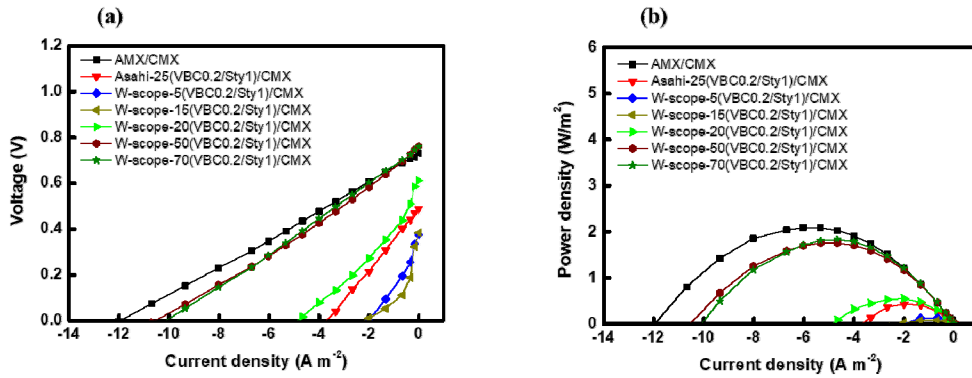 (a)
1.2
0.8
0.4
0.0
Voltage (V)
AMX/CMX
Asahi-25(VBC0.2/Sty1)/CMX
W-scope-5(VBC0.2/Sty1)/CMX
W-scope-15(VBC0.2/Sty1)/CMX
W-scope-20(VBC0.2/Sty1)/CMX
W-scope-50(VBC0.2/Sty1)/CMX
W-scope-70(VBC0.2/Sty1)/CMX
-14 -12 -10 -8 -6 -4 -2 0
Current density (A m-2)
(b)
6
5
4
3
2
1
0
Power density (W/m2)
AMX/CMX
Asahi-25(VBC0.2/Sty1)/CMX
W-scope-5(VBC0.2/Sty1)/CMX
W-scope-15(VBC0.2/Sty1)/CMX
W-scope-20(VBC0.2/Sty1)/CMX
W-scope-50(VBC0.2/Sty1)/CMX
W-scope-70(VBC0.2/Sty1)/CMX
-14 -12 -10 -8 -6 -4 -2 0
Current density (A m-2)